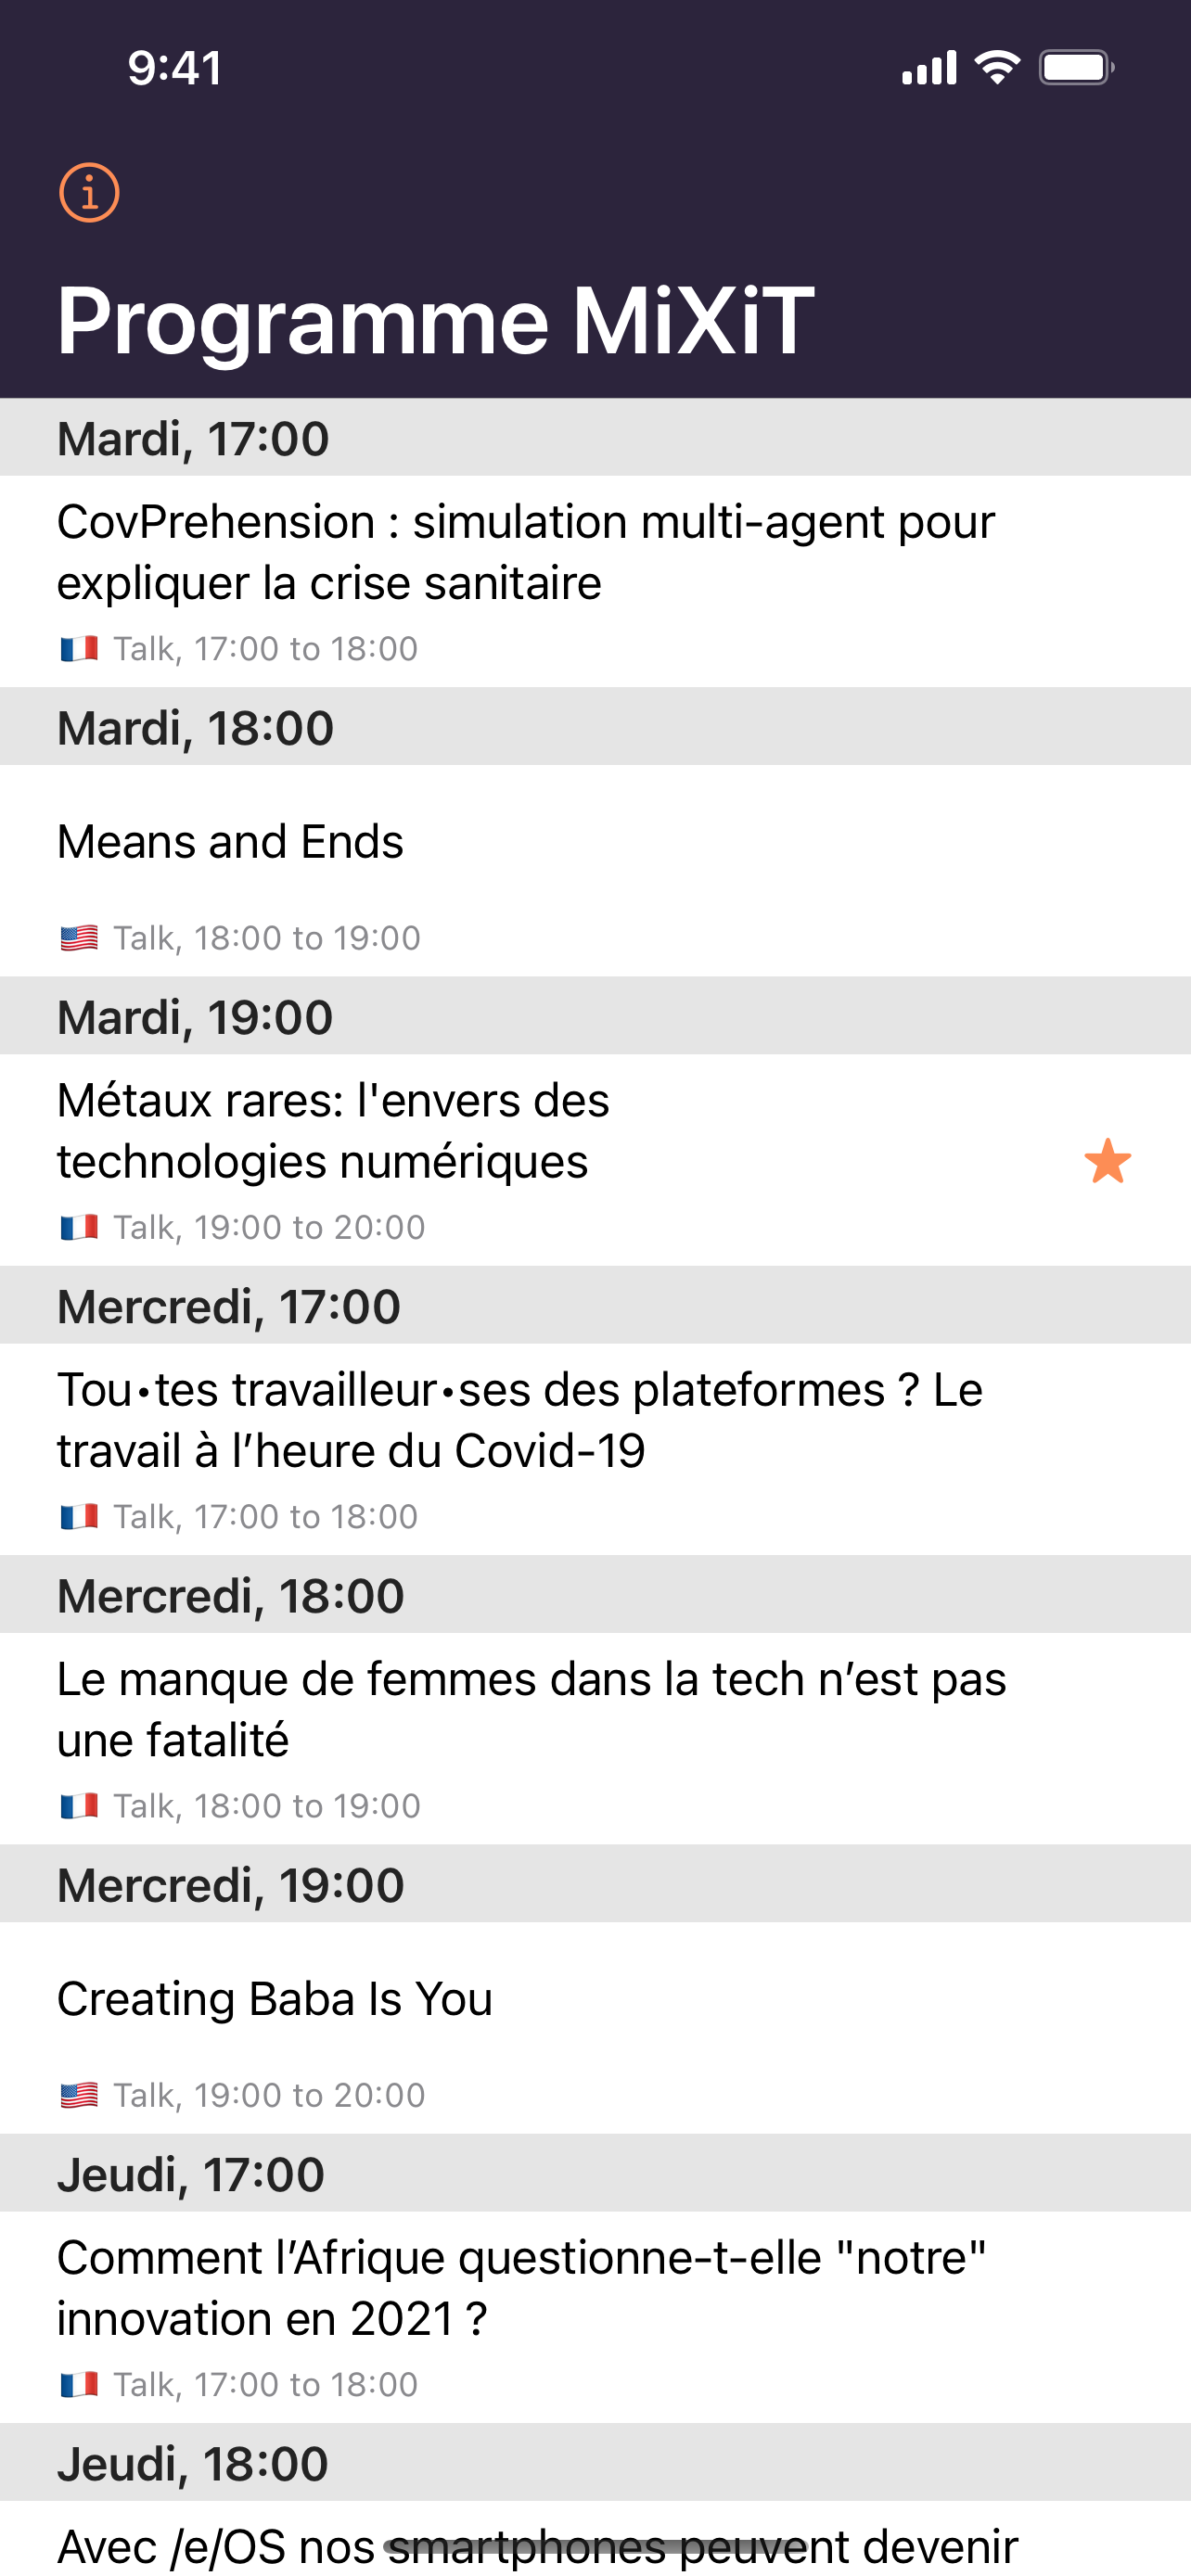 9:41
Programme MiXiT
Mardi, 17:00
CovPrehension : simulation multi-agent pour
expliquer la crise sanitaire
🇫🇷 Talk, 17:00 to 18:00
Mardi, 18:00
Means and Ends
🇺🇸 Talk, 18:00 to 19:00
Mardi, 19:00
Métaux rares: l'envers des
technologies numériques
🇫🇷 Talk, 19:00 to 20:00
Mercredi, 17:00
Tou•tes travailleur•ses des plateformes ? Le
travail à l’heure du Covid-19
🇫🇷 Talk, 17:00 to 18:00
Mercredi, 18:00
Le manque de femmes dans la tech n’est pas
une fatalité
🇫🇷 Talk, 18:00 to 19:00
Mercredi, 19:00
Creating Baba Is You
🇺🇸 Talk, 19:00 to 20:00
Jeudi, 17:00
Comment l’Afrique questionne-t-elle "notre"
innovation en 2021 ?
🇫🇷 Talk, 17:00 to 18:00
Jeudi, 18:00
Avec /e/OS nos smartphones peuvent devenir